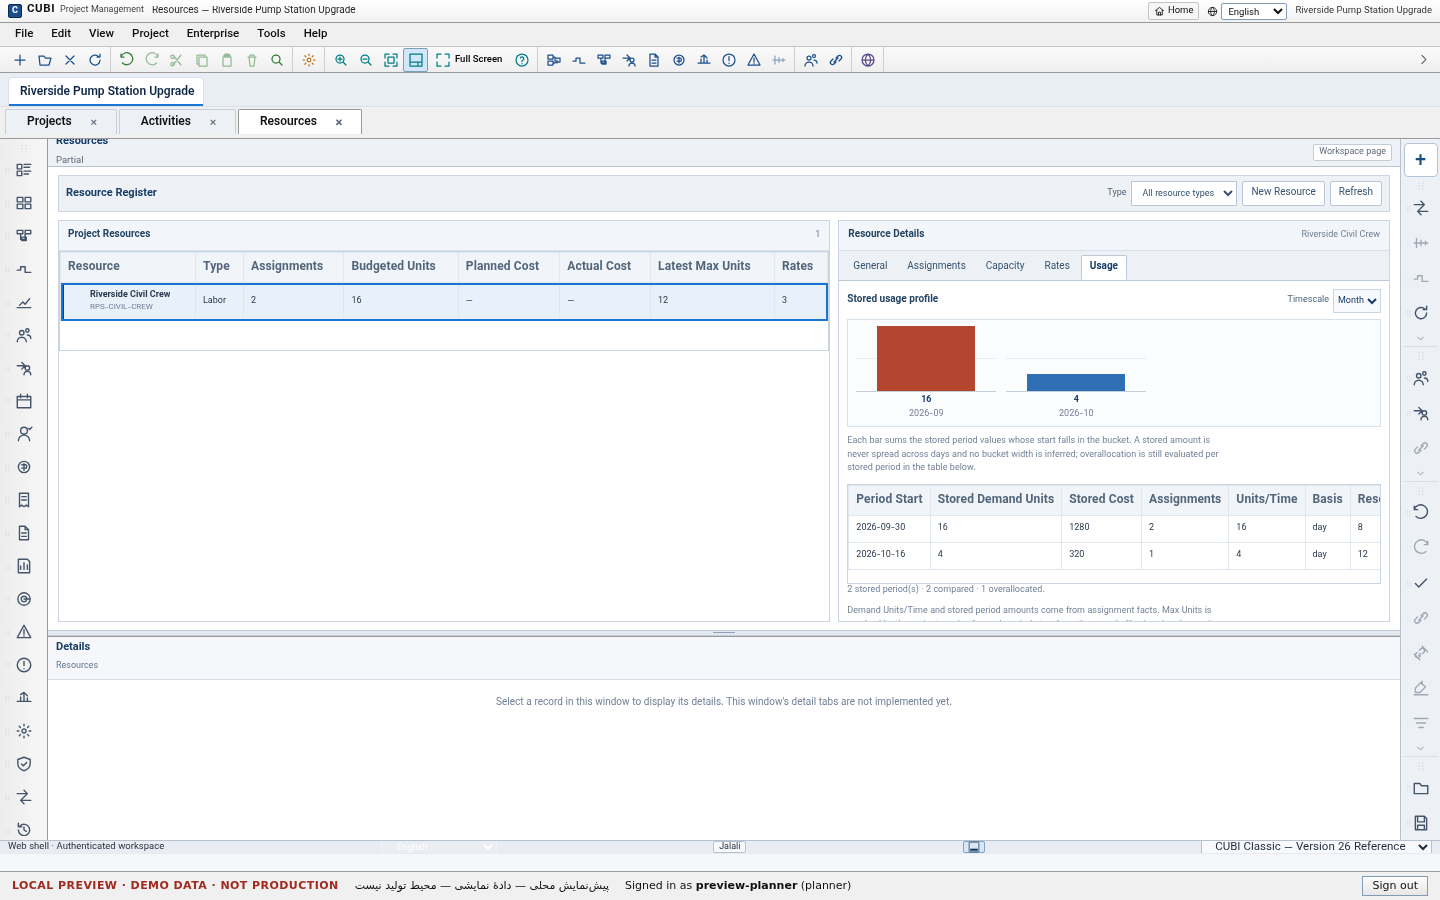 C CUBI Project Management Resources — Riverside Pump Station Upgrade Home English Riverside Pump Station Upgrade
File Edit View Project Enterprise Tools Help
Full Screen
Riverside Pump Station Upgrade
Projects × Activities × Resources ×
Resources
Partial
Workspace page
Resource Register Type All resource types New Resource Refresh
Project Resources 1
Resource Type Assignments Budgeted Units Planned Cost Actual Cost Latest Max Units Rates
Riverside Civil Crew
RPS-CIVIL-CREW
Labor 2 16 — — 12 3
Resource Details Riverside Civil Crew
General Assignments Capacity Rates Usage
Stored usage profile Timescale Month
16 4
2026-09 2026-10
Each bar sums the stored period values whose start falls in the bucket. A stored amount is
never spread across days and no bucket width is inferred; overallocation is still evaluated per
stored period in the table below.
Period Start Stored Demand Units Stored Cost Assignments Units/Time Basis
2026-09-30 16 1280 2 16 day 8
2026-10-16 4 320 1 4 day 12
2 stored period(s) · 2 compared · 1 overallocated.
Demand Units/Time and stored period amounts come from assignment facts. Max Units is
Details
Resources
Select a record in this window to display its details. This window's detail tabs are not implemented yet.
Web shell · Authenticated workspace English Jalali CUBI Classic — Version 26 Reference
LOCAL PREVIEW · DEMO DATA · NOT PRODUCTION پیش‌نمایش محلی — دادهٔ نمایشی — محیط تولید نیست Signed in as preview-planner (planner) Sign out